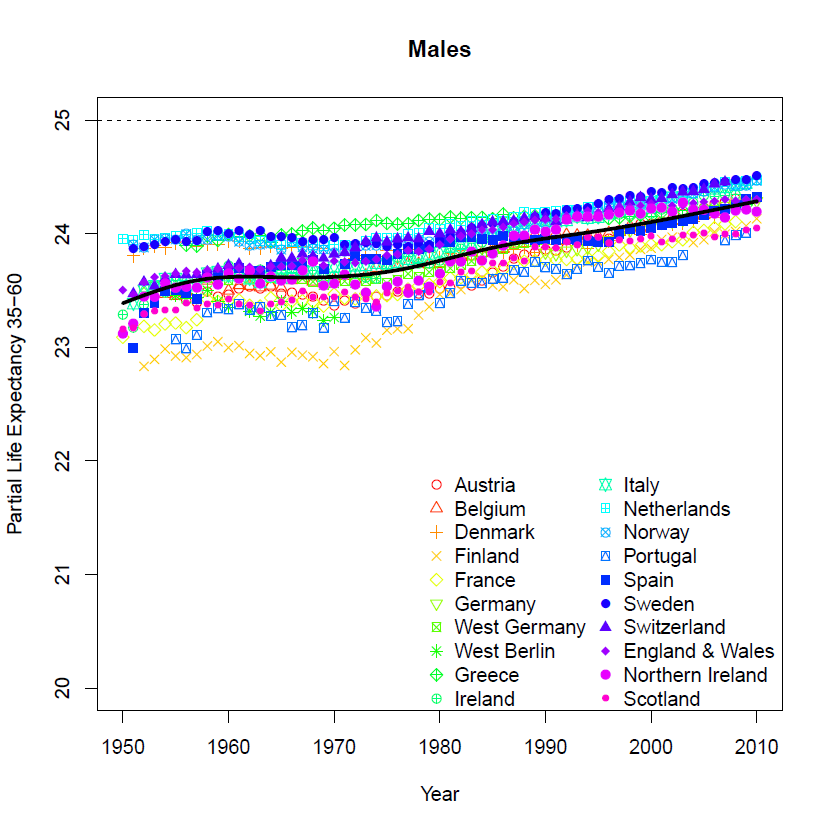 Males
25
24
23
22
21
20
Partial Life Expectancy 35−60
Austria
Belgium
Denmark
Finland
France
Germany
West Germany
West Berlin
Greece
Ireland
Italy
Netherlands
Norway
Portugal
Spain
Sweden
Switzerland
England & Wales
Northern Ireland
Scotland
1950 1960 1970 1980 1990 2000 2010
Year